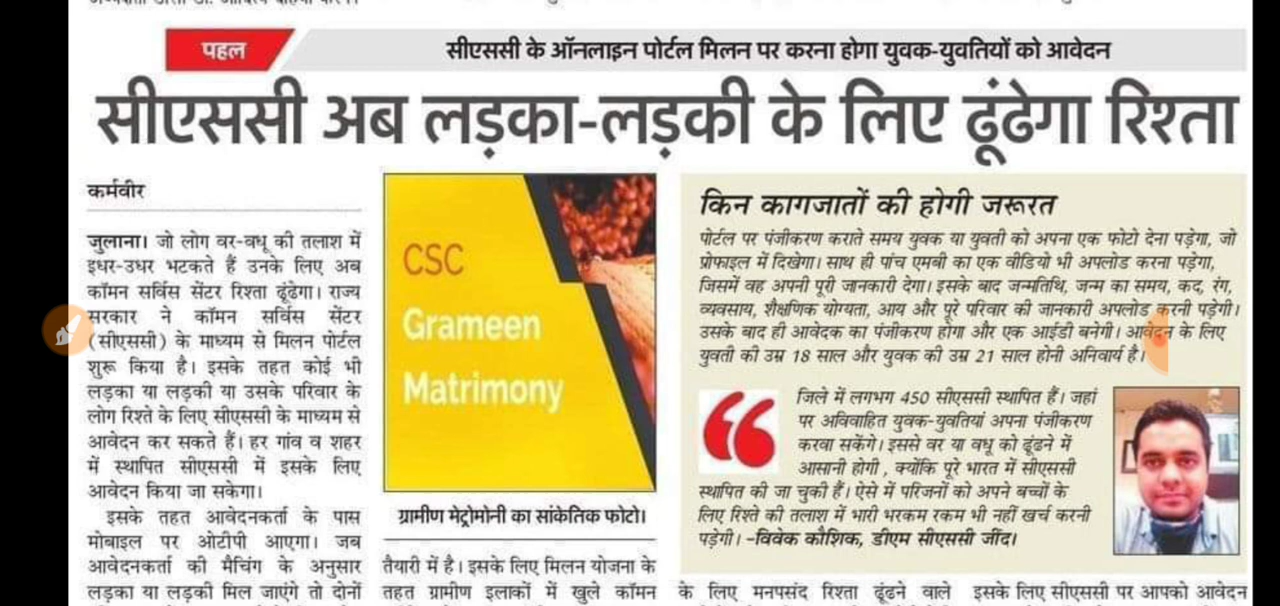 पहल
सीएससी के ऑनलाइन पोर्टल मिलन पर करना होगा युवक-युवतियों को आवेदन
सीएससी अब लड़का-लड़की के लिए ढूंढेगा रिश्ता
कर्मवीर
जुलाना। जो लोग वर-वधू की तलाश में
इधर-उधर भटकते हैं उनके लिए अब
कॉमन सर्विस सेंटर रिश्ता ढूंढेगा। राज्य
सरकार ने कॉमन सर्विस सेंटर
(सीएससी) के माध्यम से मिलन पोर्टल
शुरू किया है। इसके तहत कोई भी
लड़का या लड़की या उसके परिवार के
लोग रिश्ते के लिए सीएससी के माध्यम से
आवेदन कर सकते हैं। हर गांव व शहर
में स्थापित सीएससी में इसके लिए
आवेदन किया जा सकेगा।
इसके तहत आवेदनकर्ता के पास
मोबाइल पर ओटीपी आएगा। जब
आवेदनकर्ता की मैचिंग के अनुसार
लड़का या लड़की मिल जाएंगे तो दोनों
CSC
Grameen
Matrimony
ग्रामीण मेट्रोमोनी का सांकेतिक फोटो।
तैयारी में है। इसके लिए मिलन योजना के
तहत ग्रामीण इलाकों में खुले कॉमन
किन कागजातों की होगी जरूरत
पोर्टल पर पंजीकरण कराते समय युवक या युवती को अपना एक फोटो देना पड़ेगा, जो
प्रोफाइल में दिखेगा। साथ ही पांच एमबी का एक वीडियो भी अपलोड करना पड़ेगा,
जिसमें वह अपनी पूरी जानकारी देगा। इसके बाद जन्मतिथि, जन्म का समय, कद, रंग,
व्यवसाय, शैक्षणिक योग्यता, आय और पूरे परिवार की जानकारी अपलोड करनी पड़ेगी।
उसके बाद ही आवेदक का पंजीकरण होगा और एक आईडी बनेगी। आवेदन के लिए
युवती की उम्र 18 साल और युवक की उम्र 21 साल होनी अनिवार्य है।
जिले में लगभग 450 सीएससी स्थापित हैं। जहां
पर अविवाहित युवक-युवतियां अपना पंजीकरण
करवा सकेंगे। इससे वर या वधू को ढूंढने में
आसानी होगी, क्योंकि पूरे भारत में सीएससी
स्थापित की जा चुकी हैं। ऐसे में परिजनों को अपने बच्चों के
लिए रिश्ते की तलाश में भारी भरकम रकम भी नहीं खर्च करनी
पड़ेगी। -विवेक कौशिक, डीएम सीएससी जींद।
के लिए मनपसंद रिश्ता ढूंढने वाले
इसके लिए सीएससी पर आपको आवेदन